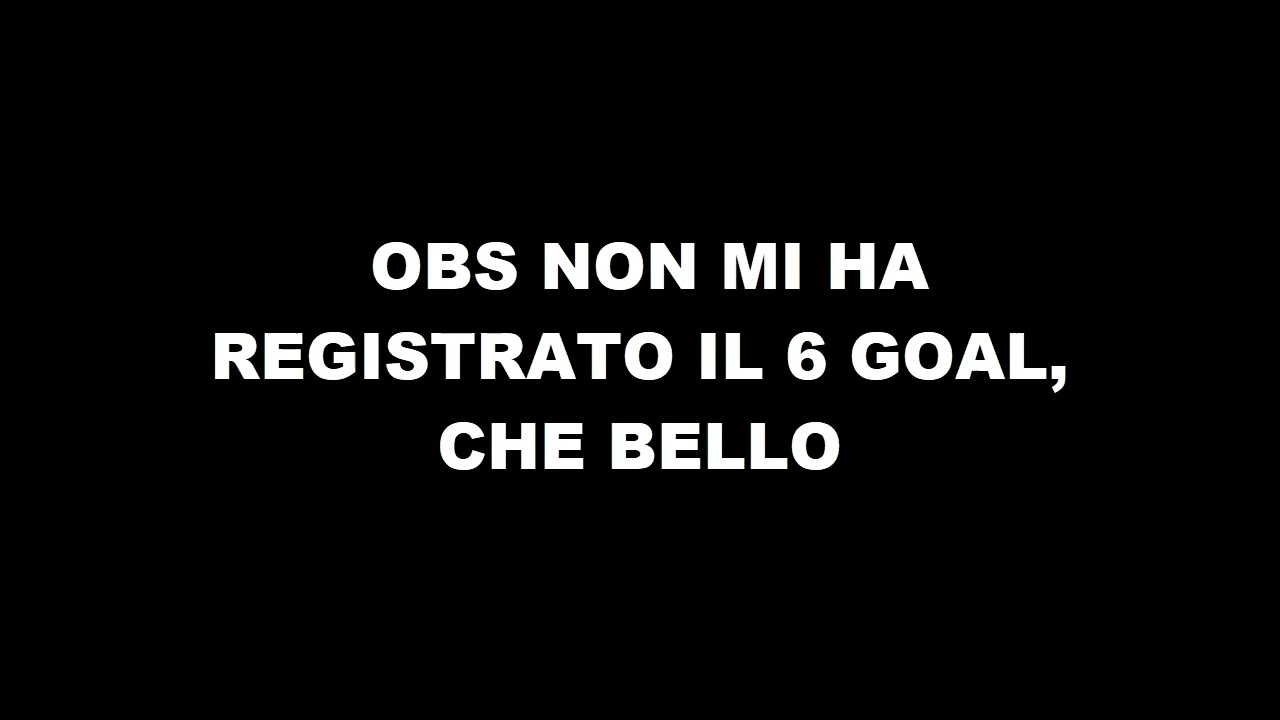 OBS NON MI HA
REGISTRATO IL 6 GOAL,
CHE BELLO